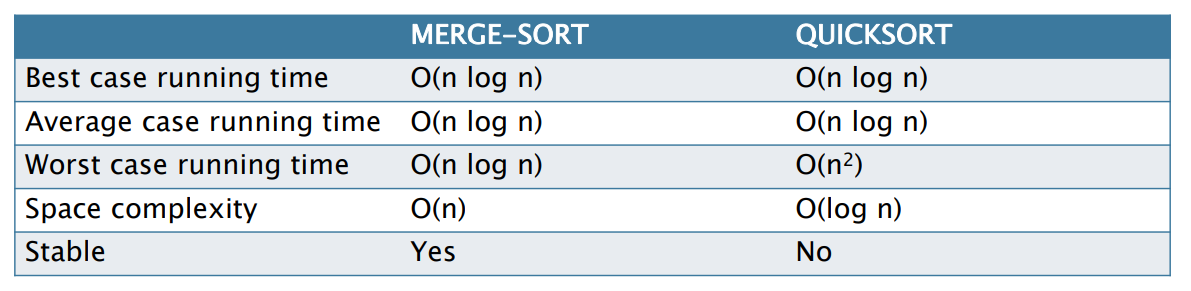 MERGE-SORT QUICKSORT
Best case running time O(n log n) O(n log n)
Average case running time O(n log n) O(n log n)
Worst case running time O(n log n) O(n²)
Space complexity O(n) O(log n)
Stable Yes No